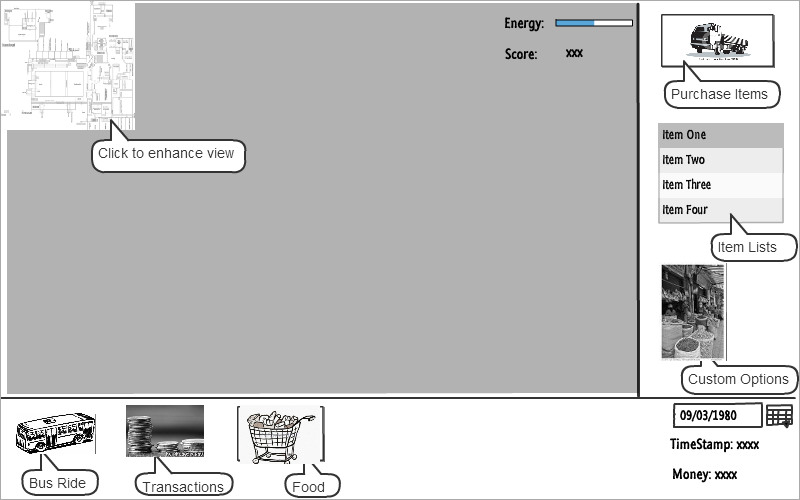 Energy:
Score: xxx
Click to enhance view
Purchase Items
Item One
Item Two
Item Three
Item Four
Item Lists
Custom Options
Bus Ride
Transactions
Food
09/03/1980
TimeStamp: xxxx
Money: xxxx